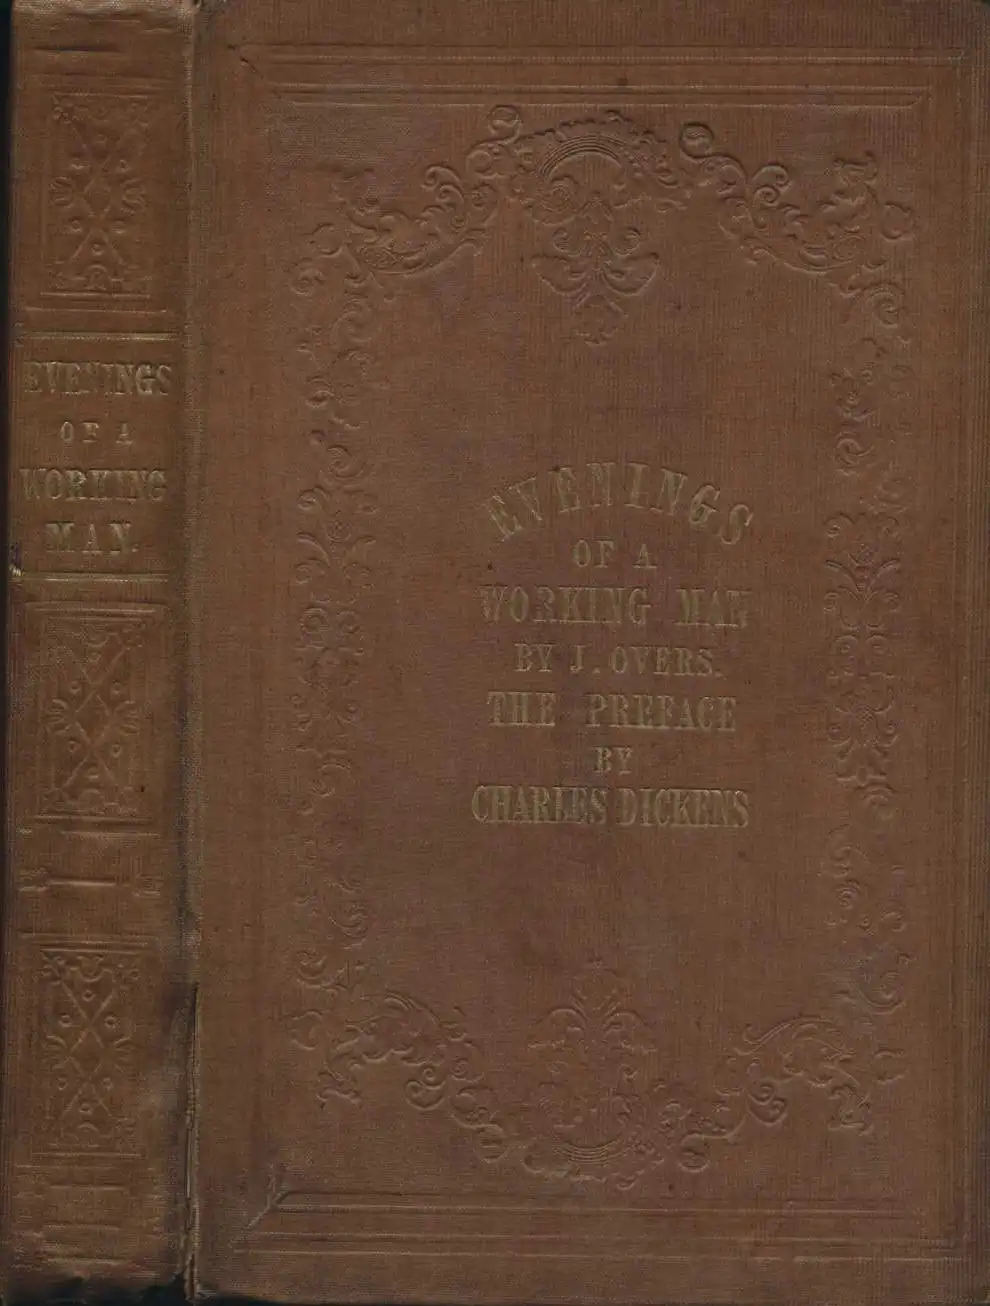 EVENINGS
OF A
WORKING
MAN.
EVENINGS
OF A
WORKING MAN
BY J. OVERS.
THE PREFACE
BY
CHARLES DICKENS